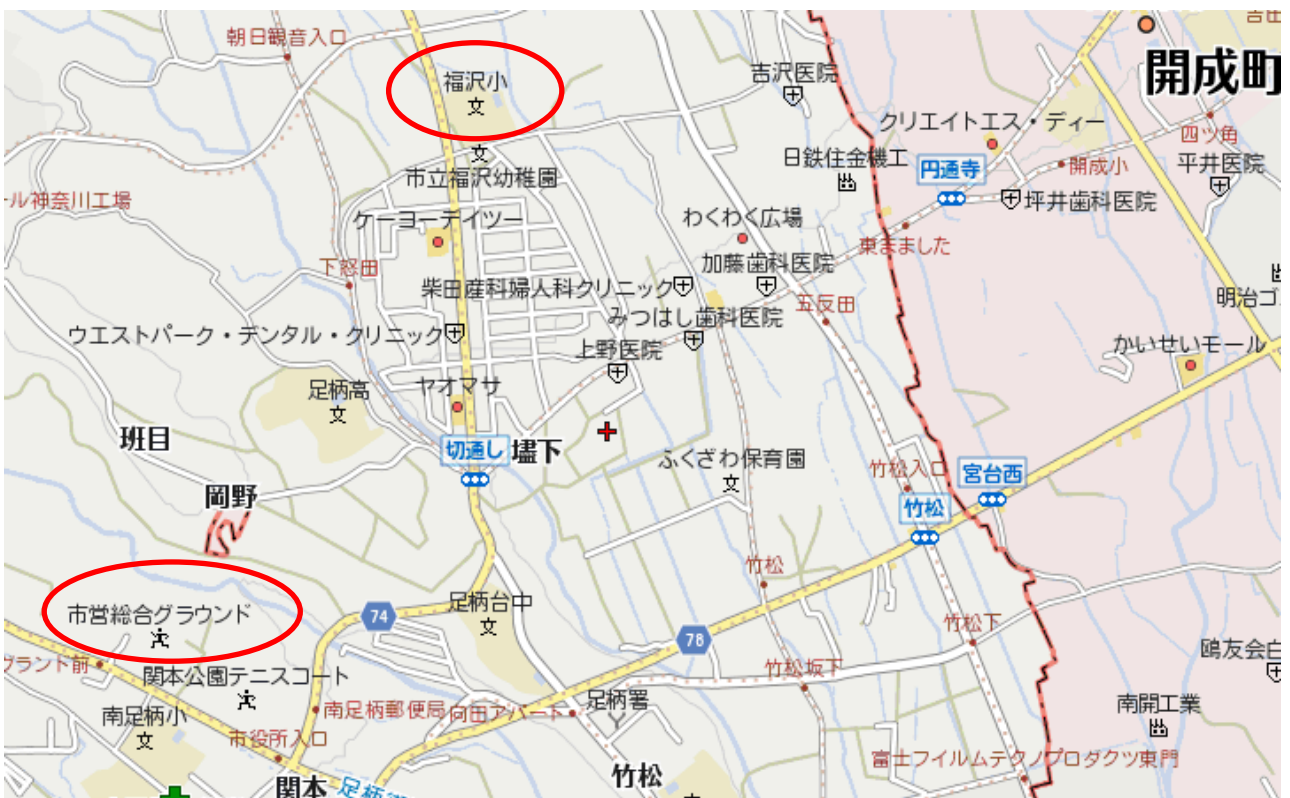 朝日観音入口
福沢小
吉沢医院
開成町
クリエイトエス・ディー
四ツ角
市立福沢幼稚園
日鉄住金機工
円通寺
開成小
平井医院
ール神奈川工場
坪井歯科医院
ケーヨーデイツー
わくわく広場
東まました
下怒田
加藤歯科医院
柴田産科婦人科クリニック
五反田
明治ゴ
みつはし歯科医院
ウエストパーク・デンタル・クリニック
上野医院
かいせいモール
足柄高
ヤオマサ
班目
切通し
壗下
ふくざわ保育園
竹松入口
宮台西
岡野
竹松
竹松
市営総合グラウンド
足柄台中
74
竹松下
78
グランド前
関本公園テニスコート
竹松坂下
鴎友会白
南足柄小
南足柄郵便局
向田アパート
足柄署
南開工業
市役所入口
富士フイルムテクノプロダクツ東門
関本
竹松